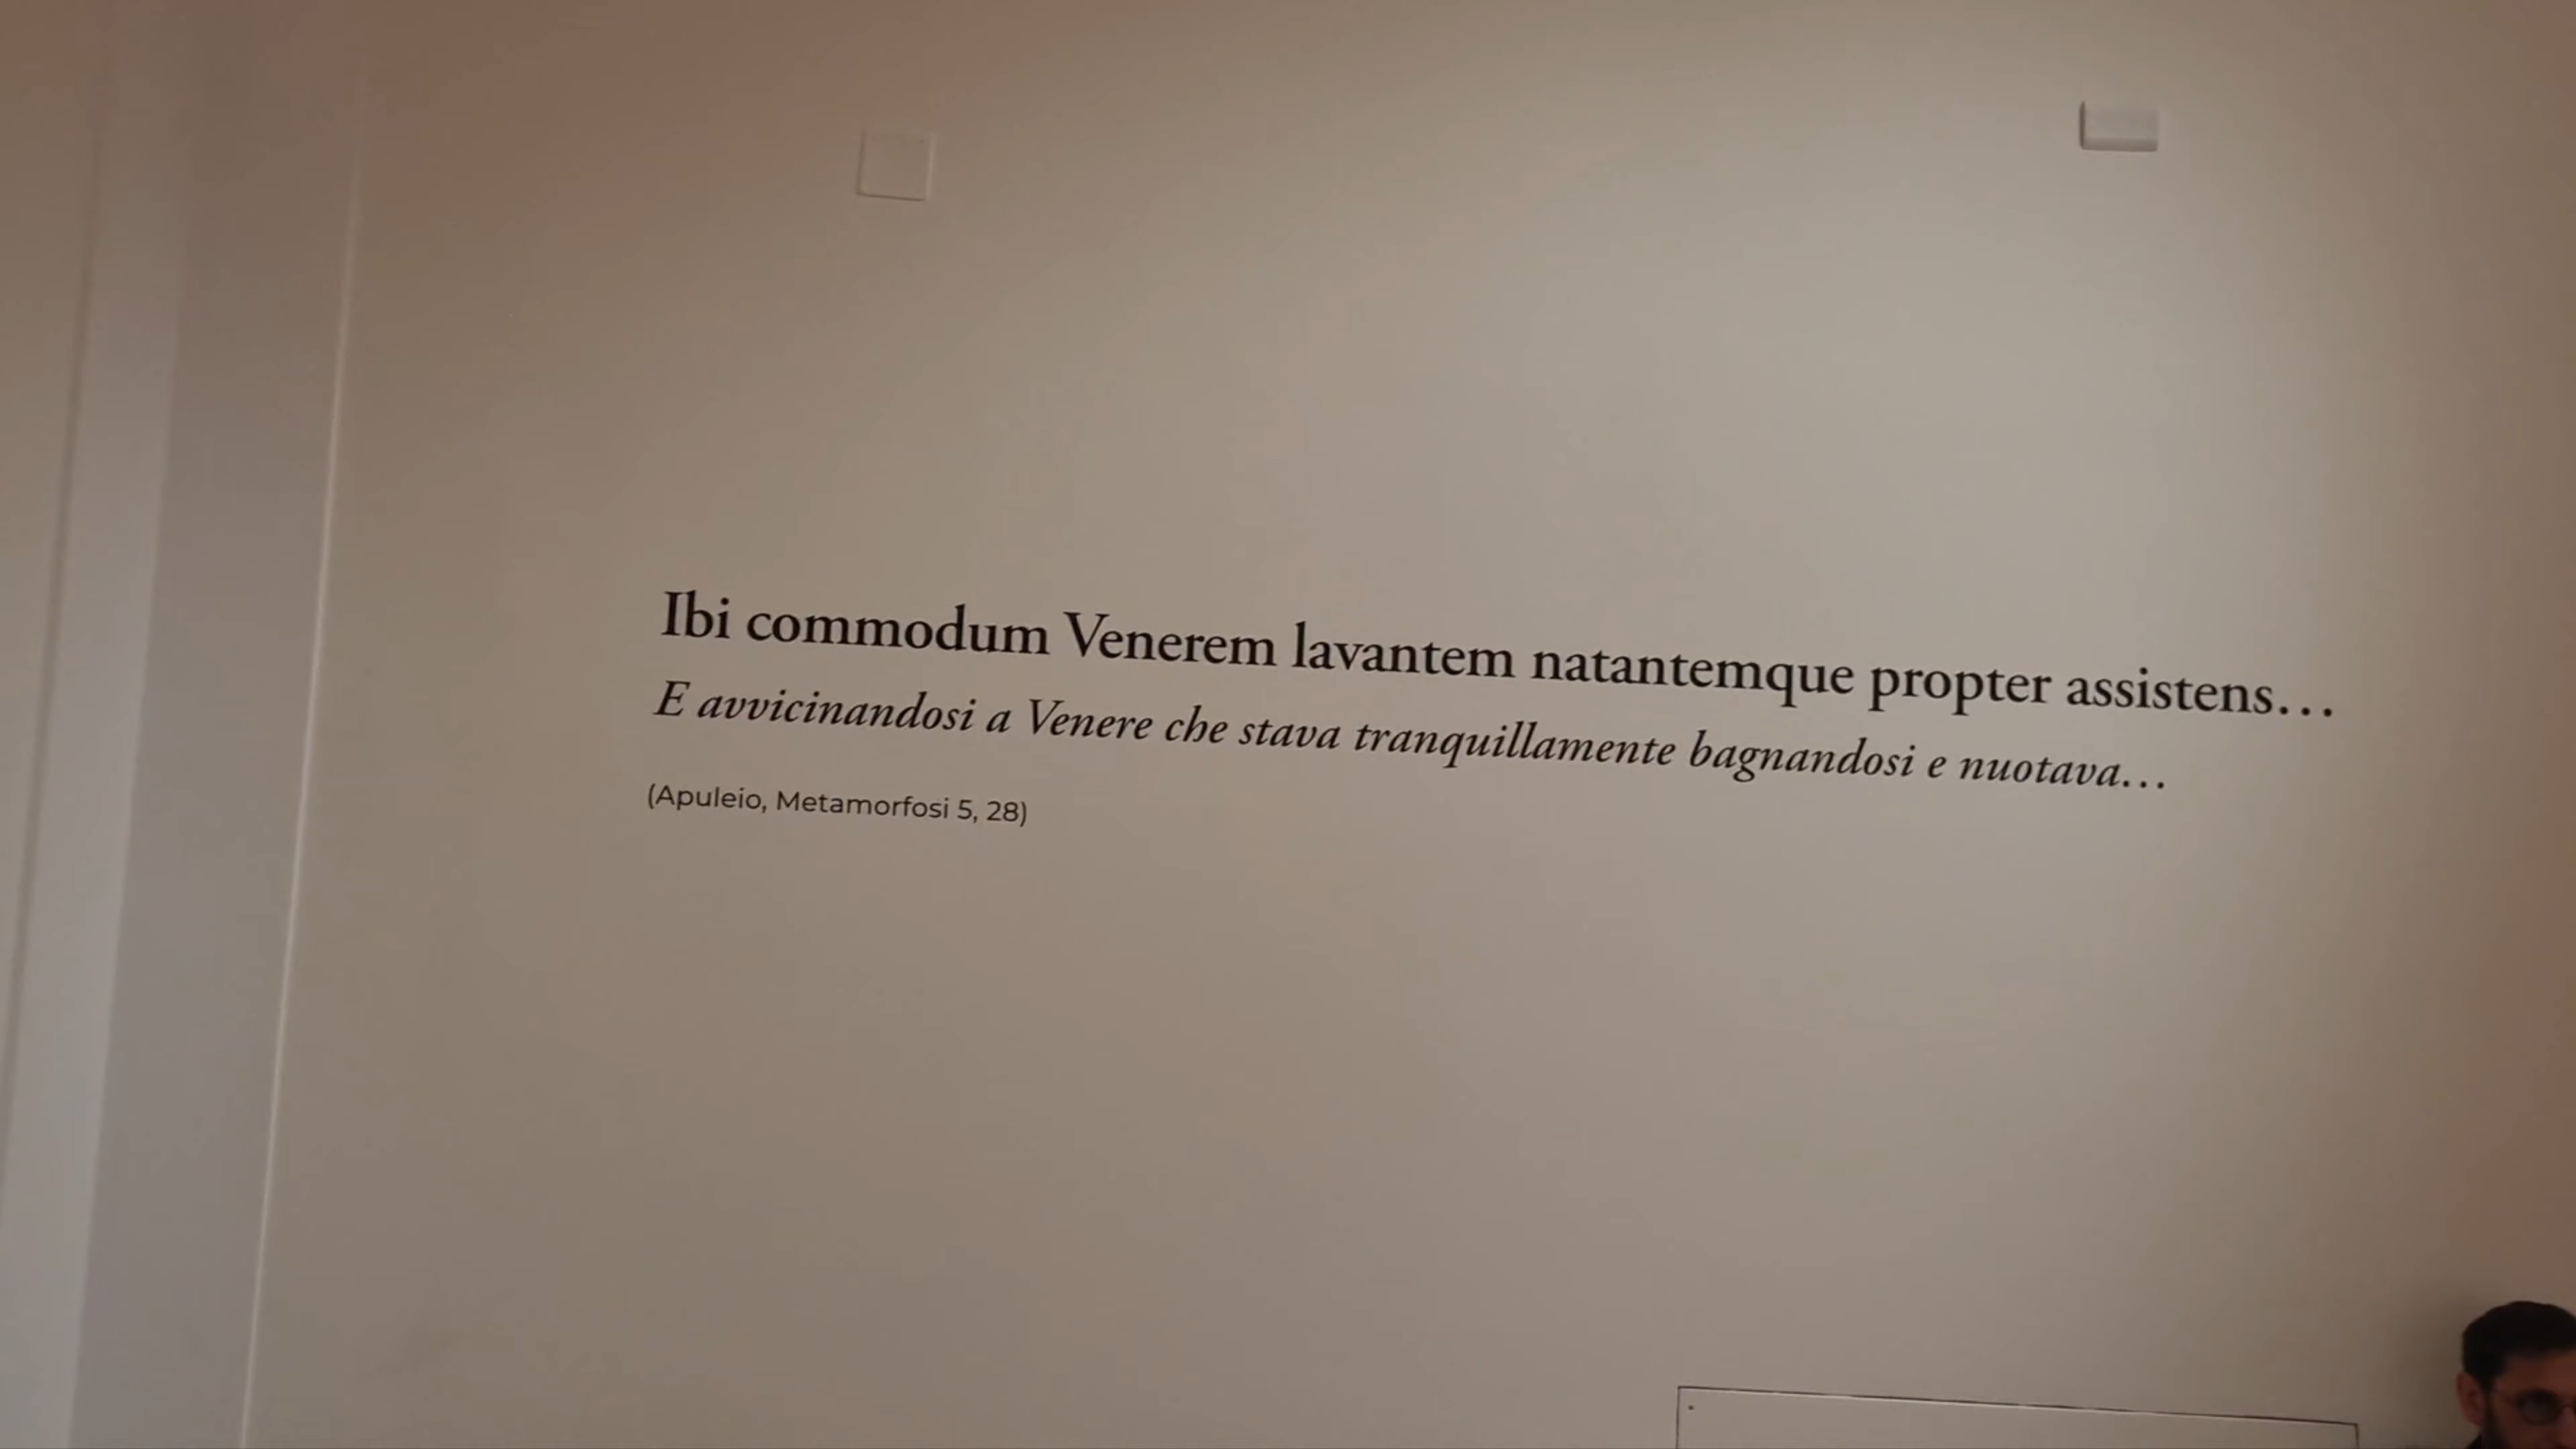 Ibi commodum Venerem lavantem natantemque propter assistens...
E avvicinandosi a Venere che stava tranquillamente bagnandosi e nuotava...
(Apuleio, Metamorfosi 5, 28)